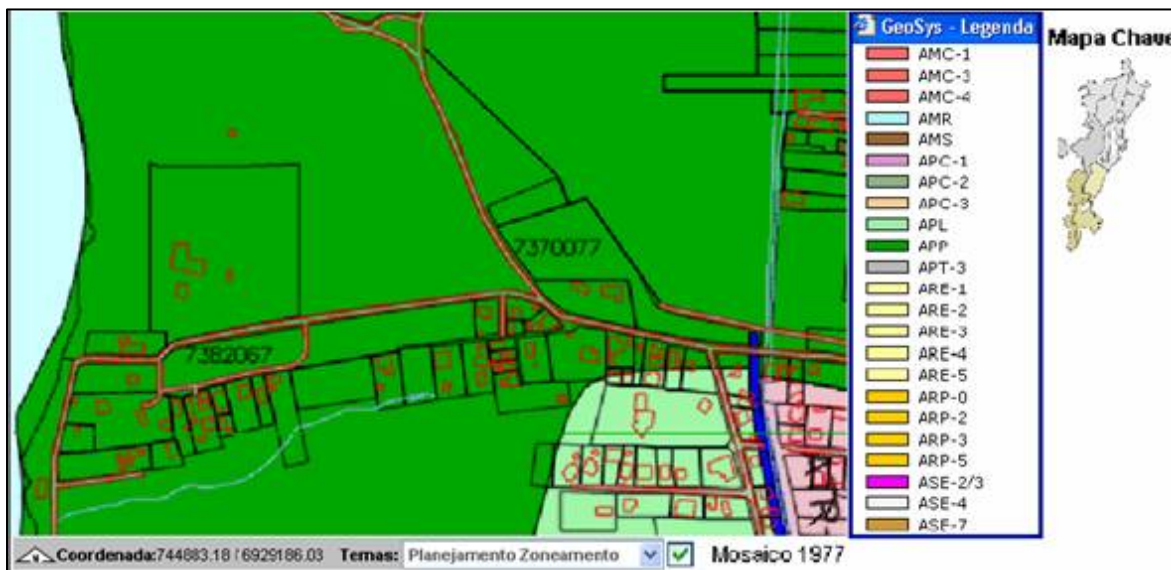 GeoSys - Legenda
Mapa Chave
AMC-1
AMC-3
AMC-4
AMR
AMS
APC-1
APC-2
APC-3
APL
APP
APT-3
ARE-1
ARE-2
ARE-3
ARE-4
ARE-5
ARP-0
ARP-2
ARP-3
ARP-5
ASE-2/3
ASE-4
ASE-7
7370077
7382067
Coordenada:744883.18 / 6929186.03 Temas: Planejamento Zoneamento Mosaico 1977